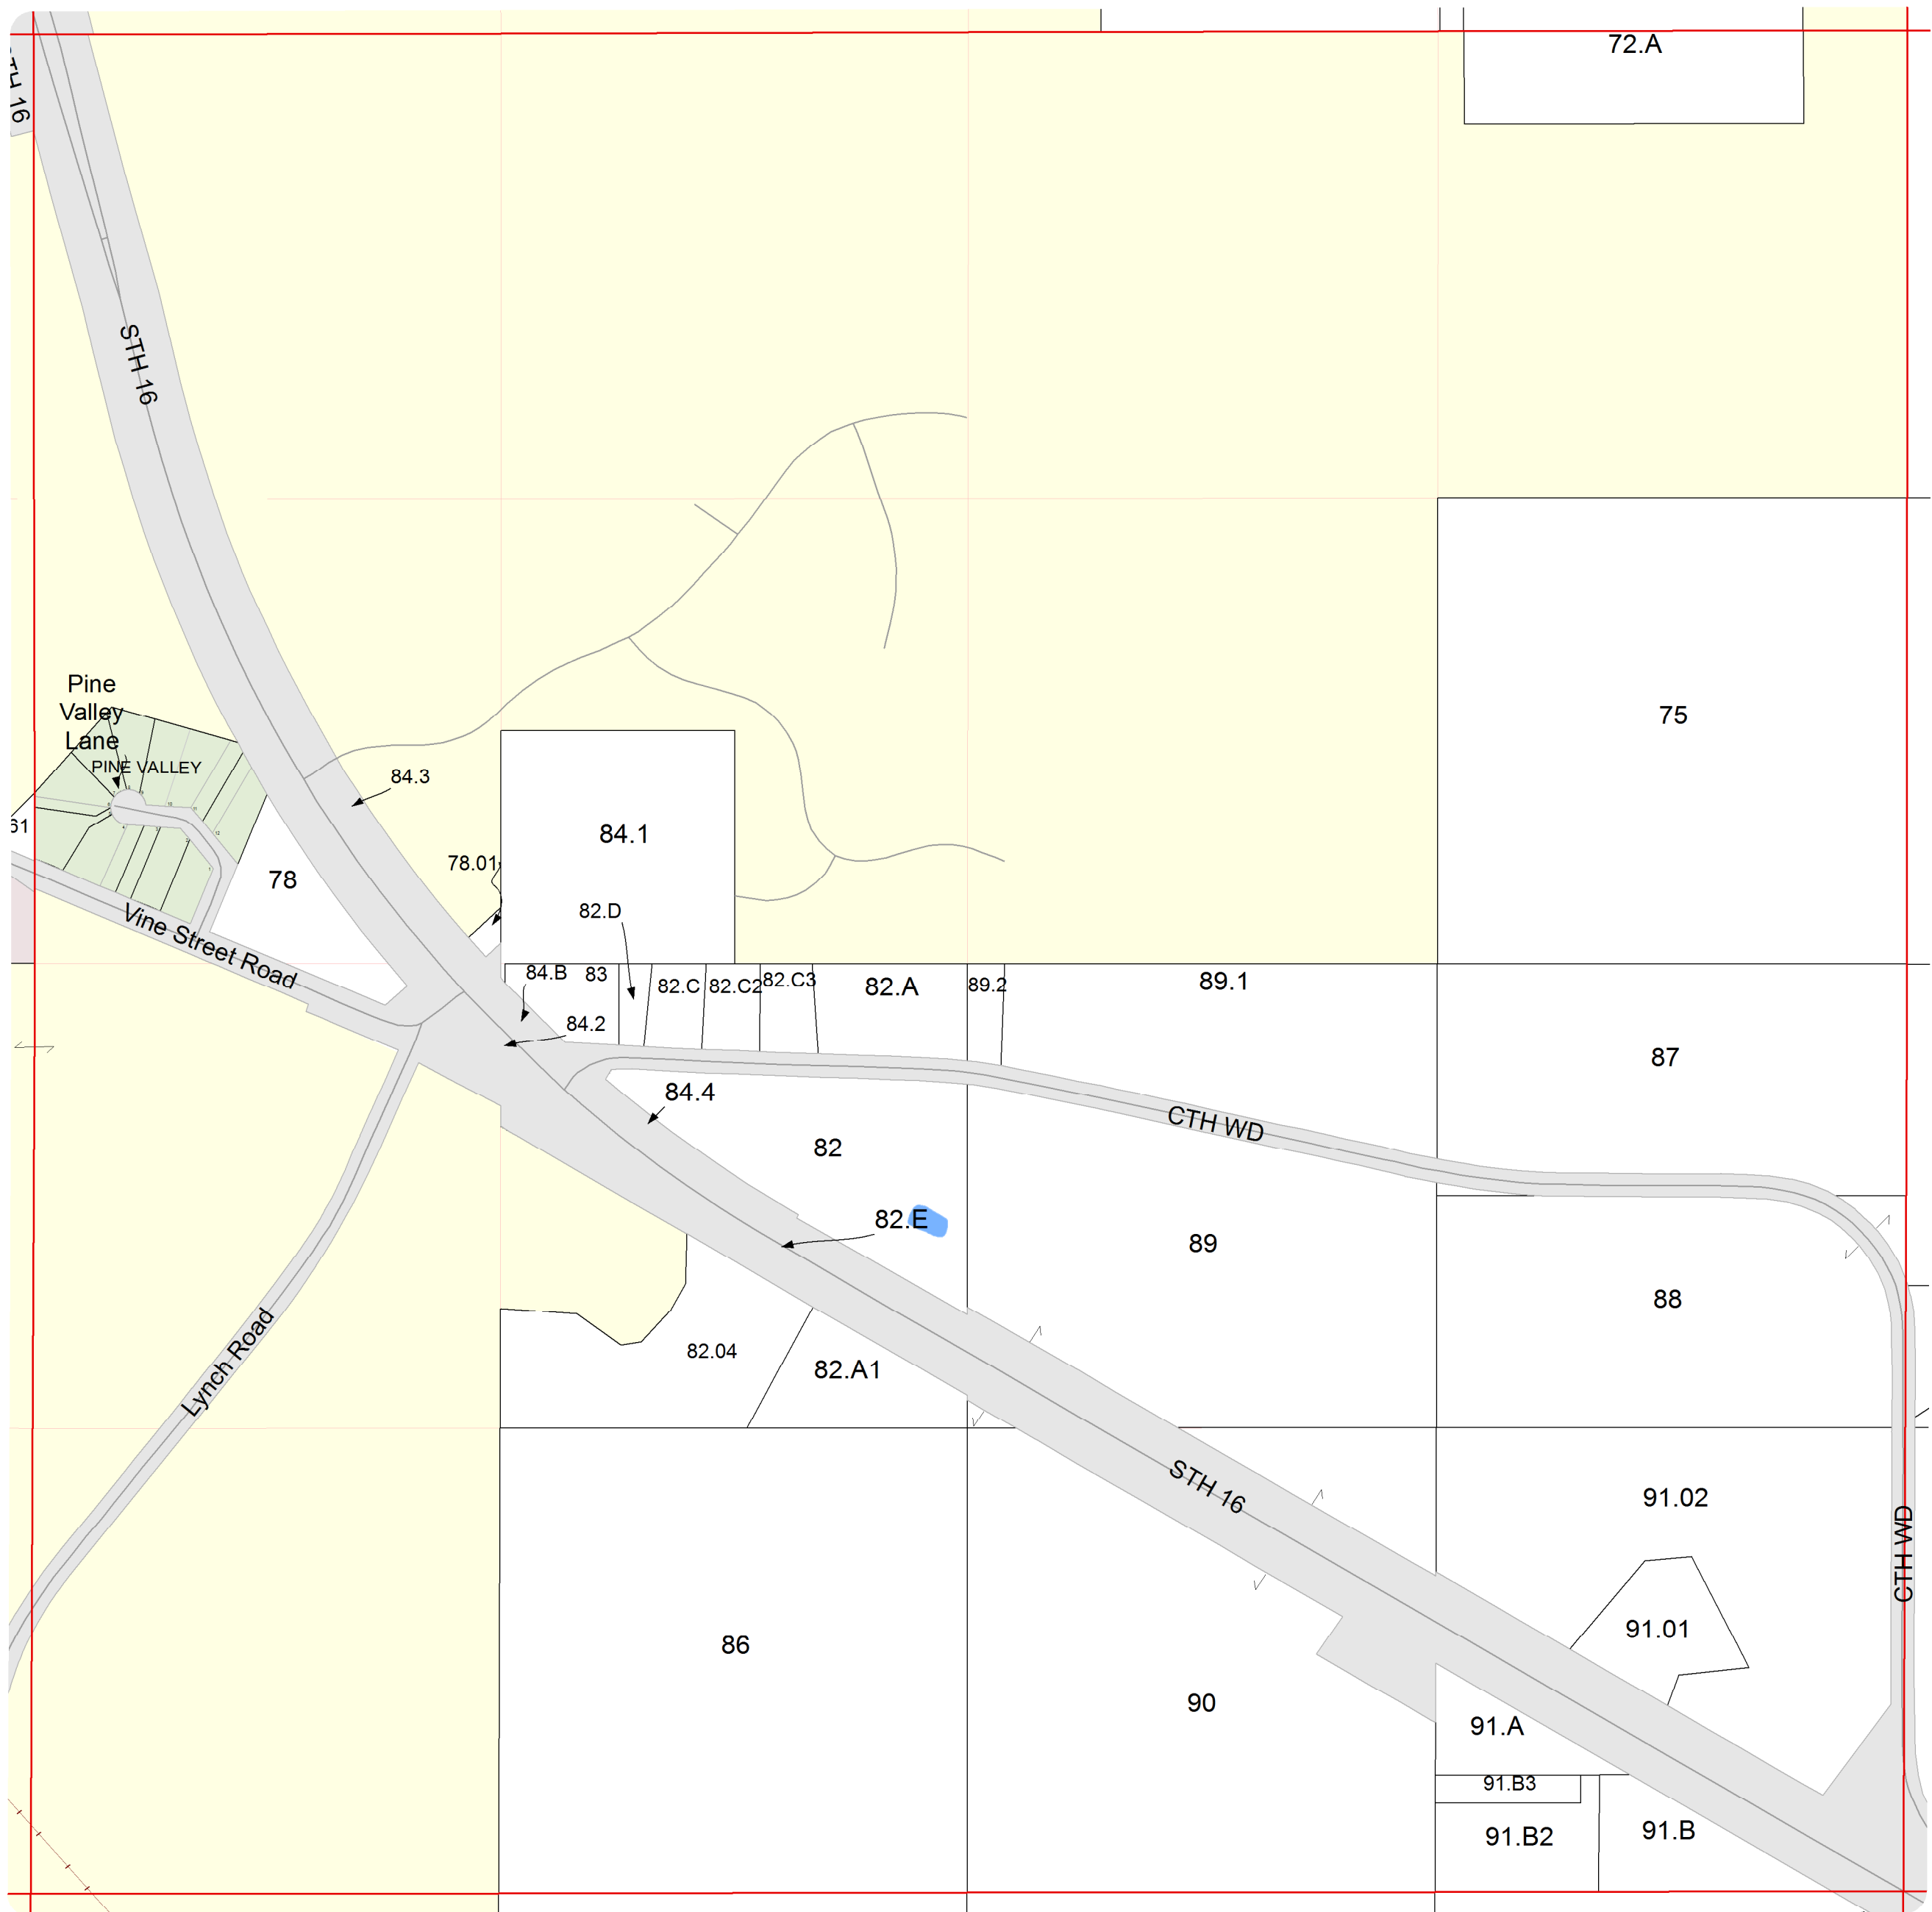 72.A
TH 16
STH 16
Pine
Valley
Lane
PINE VALLEY
75
84.3
84.1
61
78.01
78
82.D
Vine Street Road
84.B
83
82.C
82.C2
82.C3
82.A
89.2
89.1
84.2
87
84.4
CTH WD
82
82.E
89
88
Lynch Road
82.04
82.A1
STH 16
91.02
CTH WD
91.01
86
90
91.A
91.B3
91.B2
91.B